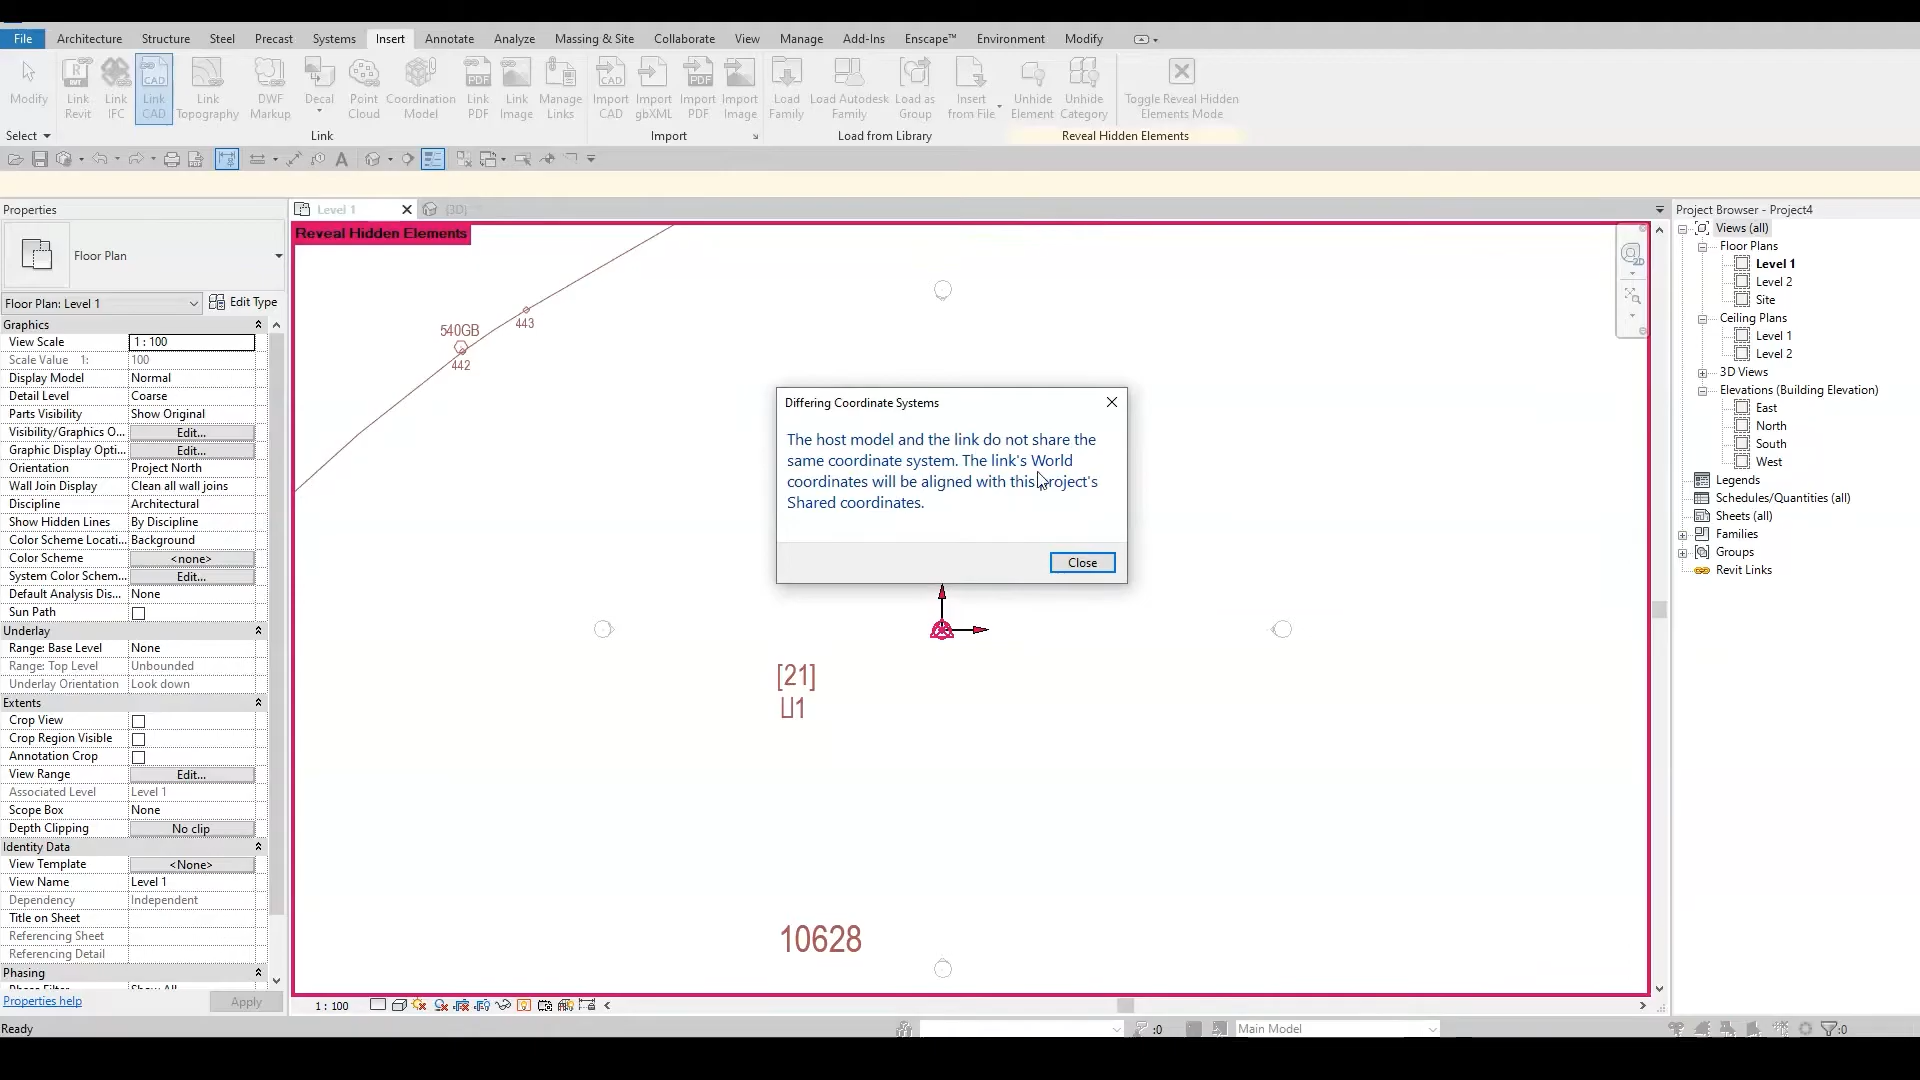 File Architecture Structure Steel Precast Systems Insert Annotate Analyze Massing & Site Collaborate View Manage Add-Ins Enscape™ Environment Modify
Modify
Link Revit
Link IFC
Link CAD
Link Topography
DWF Markup
Decal
Point Cloud
Coordination Model
Link PDF
Link Image
Manage Links
Import CAD
Import gbXML
Import PDF
Import Image
Load Family
Load Autodesk Family
Load as Group
Insert from File
Unhide Element
Unhide Category
Toggle Reveal Hidden Elements Mode
Select Link Import Load from Library Reveal Hidden Elements
Properties
Floor Plan
Floor Plan: Level 1 Edit Type
Graphics
View Scale 1 : 100
Scale Value 1: 100
Display Model Normal
Detail Level Coarse
Parts Visibility Show Original
Visibility/Graphics O... Edit...
Graphic Display Opti... Edit...
Orientation Project North
Wall Join Display Clean all wall joins
Discipline Architectural
Show Hidden Lines By Discipline
Color Scheme Locati... Background
Color Scheme <none>
System Color Schem... Edit...
Default Analysis Dis... None
Sun Path
Underlay
Range: Base Level None
Range: Top Level Unbounded
Underlay Orientation Look down
Extents
Crop View
Crop Region Visible
Annotation Crop
View Range Edit...
Associated Level Level 1
Scope Box None
Depth Clipping No clip
Identity Data
View Template <None>
View Name Level 1
Dependency Independent
Title on Sheet
Referencing Sheet
Referencing Detail
Phasing
Properties help Apply
Ready
Level 1 {3D}
Reveal Hidden Elements
540GB
443
442
Differing Coordinate Systems
The host model and the link do not share the
same coordinate system. The link's World
coordinates will be aligned with this project's
Shared coordinates.
Close
[21]
Ц1
10628
1 : 100
:0 Main Model :0
Project Browser - Project4
Views (all)
Floor Plans
Level 1
Level 2
Site
Ceiling Plans
Level 1
Level 2
3D Views
Elevations (Building Elevation)
East
North
South
West
Legends
Schedules/Quantities (all)
Sheets (all)
Families
Groups
Revit Links